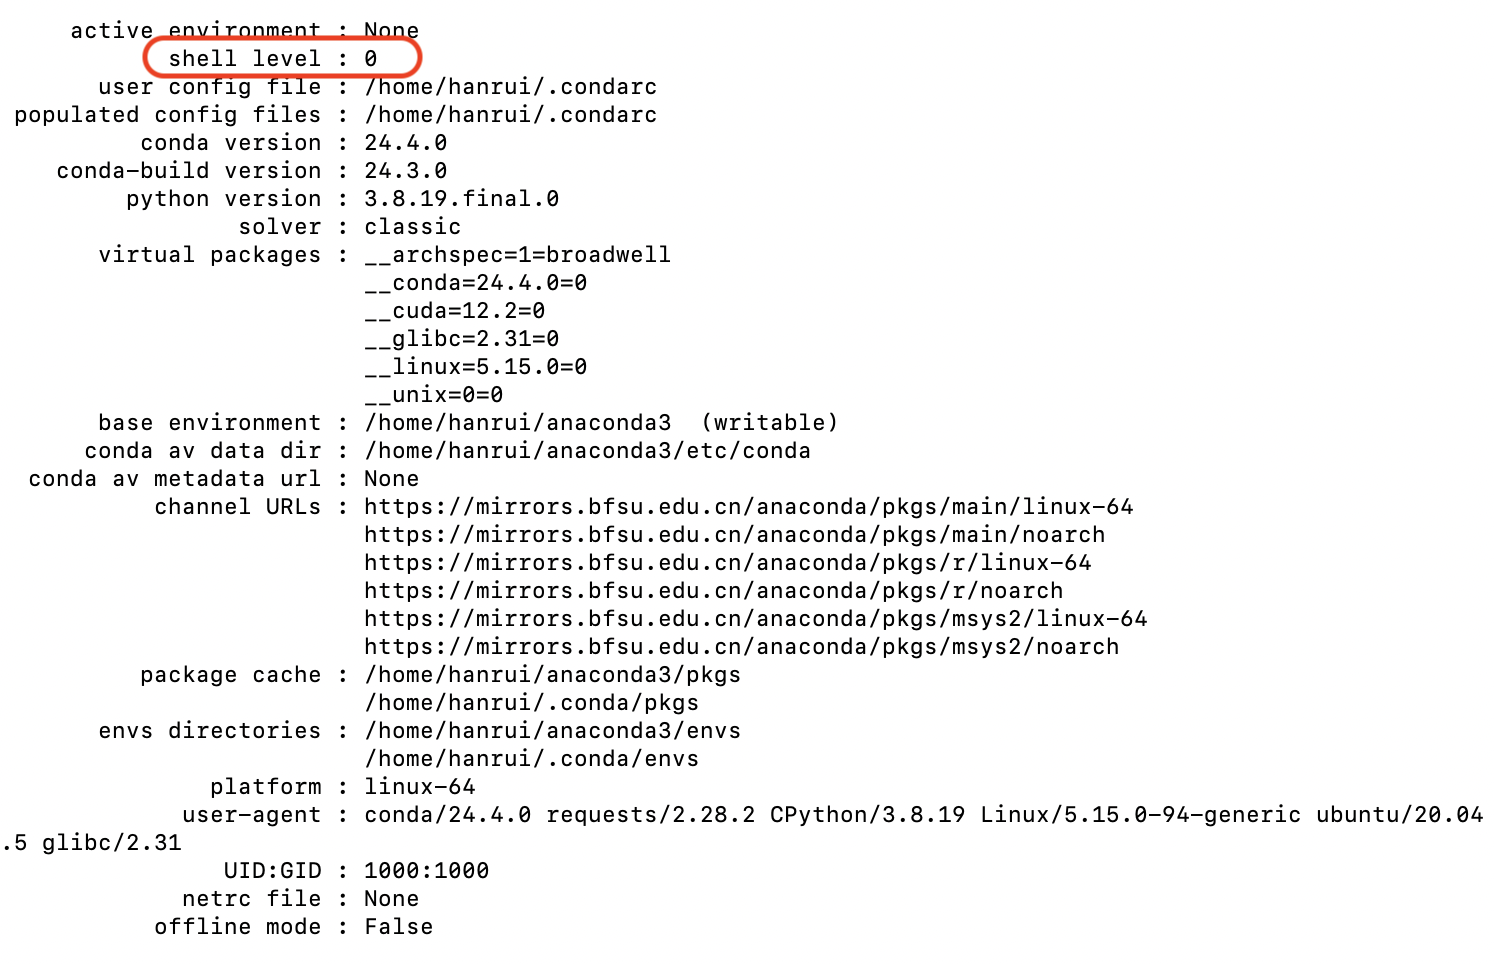 active environment : None
shell level : 0
user config file : /home/hanrui/.condarc
populated config files : /home/hanrui/.condarc
conda version : 24.4.0
conda-build version : 24.3.0
python version : 3.8.19.final.0
solver : classic
virtual packages : __archspec=1=broadwell
__conda=24.4.0=0
__cuda=12.2=0
__glibc=2.31=0
__linux=5.15.0=0
__unix=0=0
base environment : /home/hanrui/anaconda3  (writable)
conda av data dir : /home/hanrui/anaconda3/etc/conda
conda av metadata url : None
channel URLs : https://mirrors.bfsu.edu.cn/anaconda/pkgs/main/linux-64
https://mirrors.bfsu.edu.cn/anaconda/pkgs/main/noarch
https://mirrors.bfsu.edu.cn/anaconda/pkgs/r/linux-64
https://mirrors.bfsu.edu.cn/anaconda/pkgs/r/noarch
https://mirrors.bfsu.edu.cn/anaconda/pkgs/msys2/linux-64
https://mirrors.bfsu.edu.cn/anaconda/pkgs/msys2/noarch
package cache : /home/hanrui/anaconda3/pkgs
/home/hanrui/.conda/pkgs
envs directories : /home/hanrui/anaconda3/envs
/home/hanrui/.conda/envs
platform : linux-64
user-agent : conda/24.4.0 requests/2.28.2 CPython/3.8.19 Linux/5.15.0-94-generic ubuntu/20.04
.5 glibc/2.31
UID:GID : 1000:1000
netrc file : None
offline mode : False